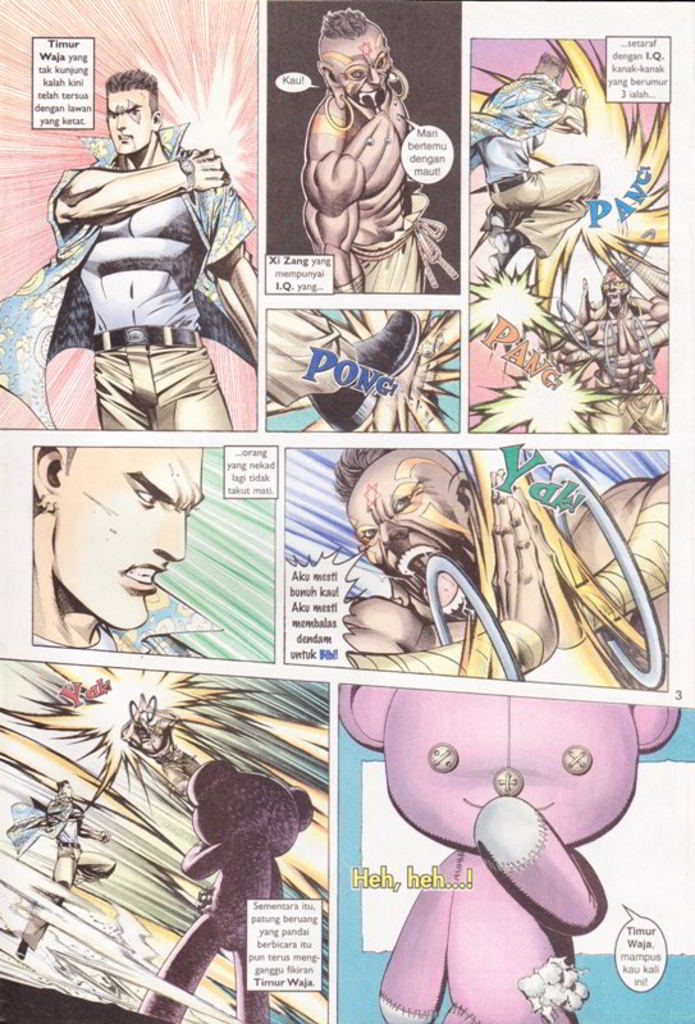 Timur
Waja yang
tak kunjung
kalah kini
telah tersua
dengan lawan
yang ketat.
Kau!
Mari
bertemu
dengan
maut!
Xi Zang yang
mempunyai
I.Q. yang...
...setaraf
dengan I.Q.
kanak-kanak
yang berumur
3 ialah...
PANG!
PANG!
PONG!
...orang
yang nekad
lagi tidak
takut mati.
Yak!
Aku mesti
bunuh kau!
Aku mesti
membalas
dendam
untuk Bibi!
3
Yak!
Sementara itu,
patung beruang
yang pandai
berbicara itu
pun terus meng-
ganggu fikiran
Timur Waja.
Heh, heh...!
Timur
Waja,
mampus
kau kali
ini!